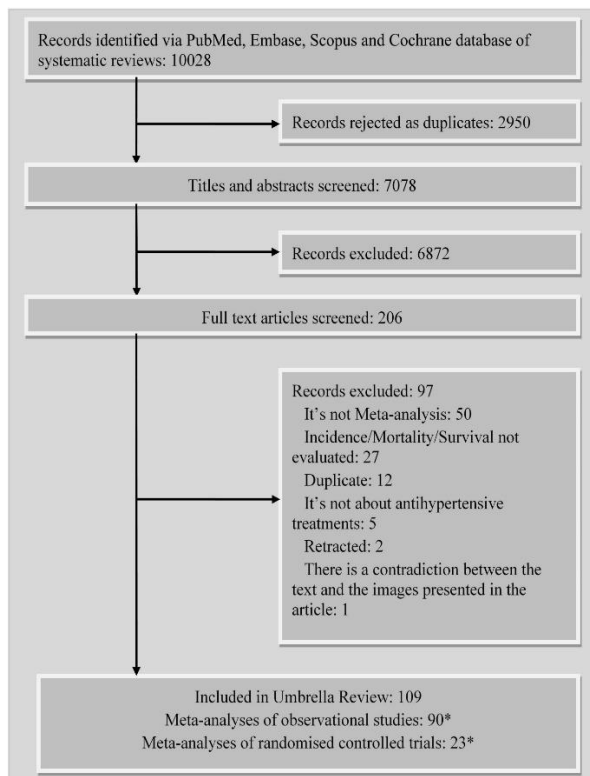 Records identified via PubMed, Embase, Scopus and Cochrane database of
systematic reviews: 10028
Records rejected as duplicates: 2950
Titles and abstracts screened: 7078
Records excluded: 6872
Full text articles screened: 206
Records excluded: 97
It's not Meta-analysis: 50
Incidence/Mortality/Survival not
evaluated: 27
Duplicate: 12
It's not about antihypertensive
treatments: 5
Retracted: 2
There is a contradiction between the
text and the images presented in the
article: 1
Included in Umbrella Review: 109
Meta-analyses of observational studies: 90*
Meta-analyses of randomised controlled trials: 23*